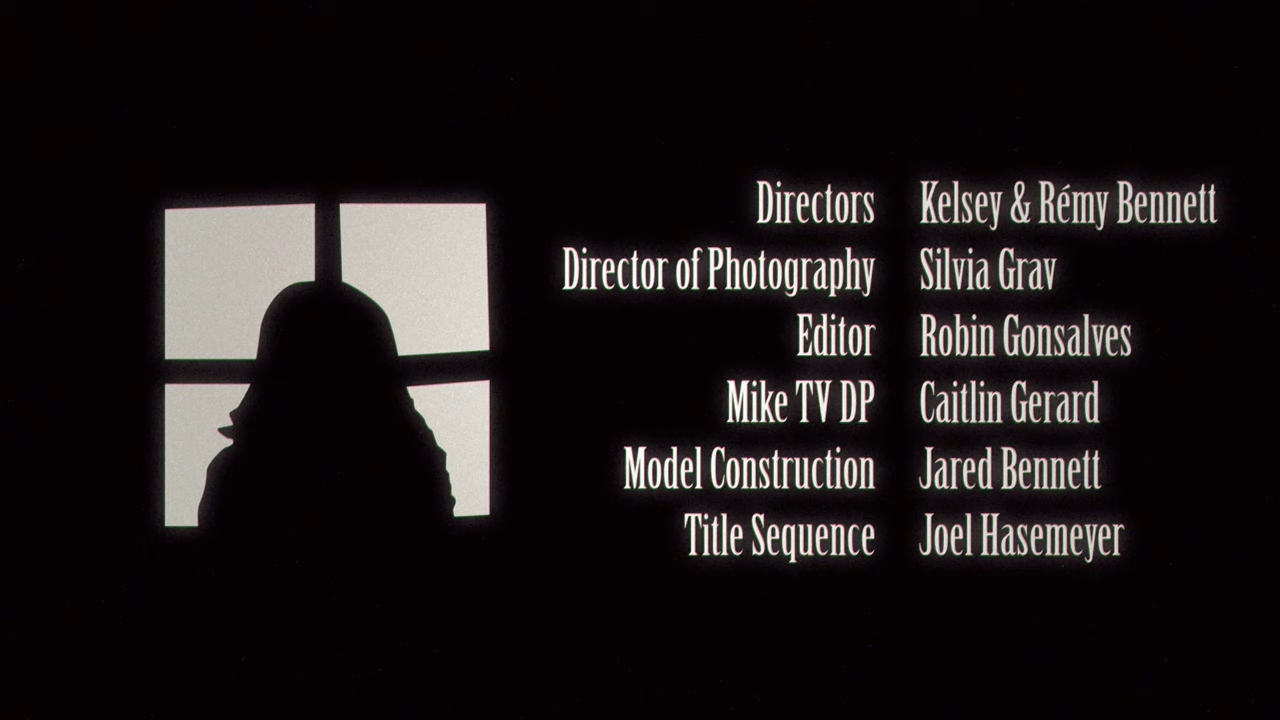 Directors Kelsey & Rémy Bennett
Director of Photography Silvia Grav
Editor Robin Gonsalves
Mike TV DP Caitlin Gerard
Model Construction Jared Bennett
Title Sequence Joel Hasemeyer